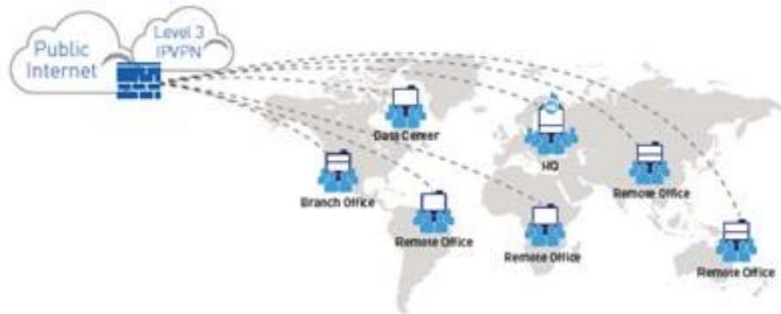 Public
Internet
Level 3
IPVPN
Data Center
HQ
Branch Office
Remote Office
Remote Office
Remote Office
Remote Office